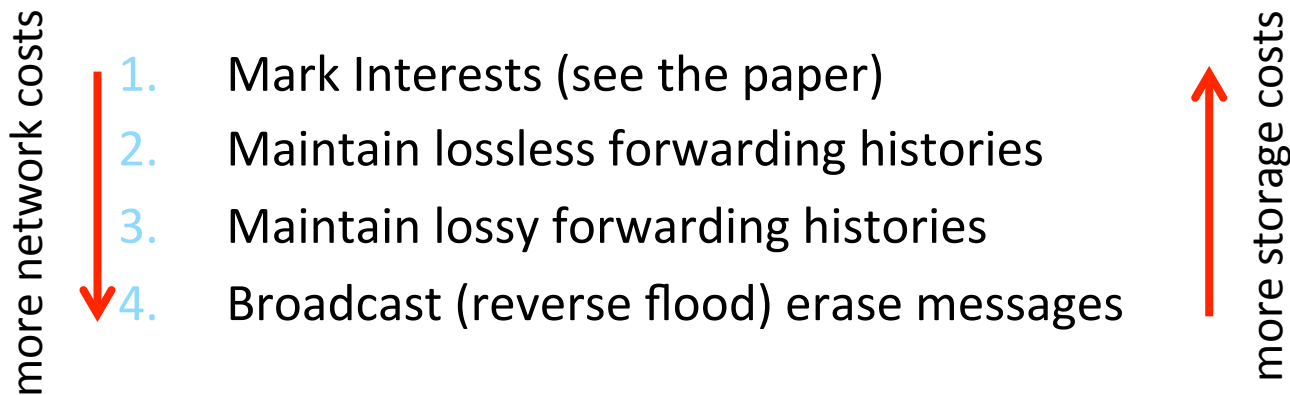 more network costs
1. Mark Interests (see the paper)
2. Maintain lossless forwarding histories
3. Maintain lossy forwarding histories
4. Broadcast (reverse flood) erase messages
more storage costs